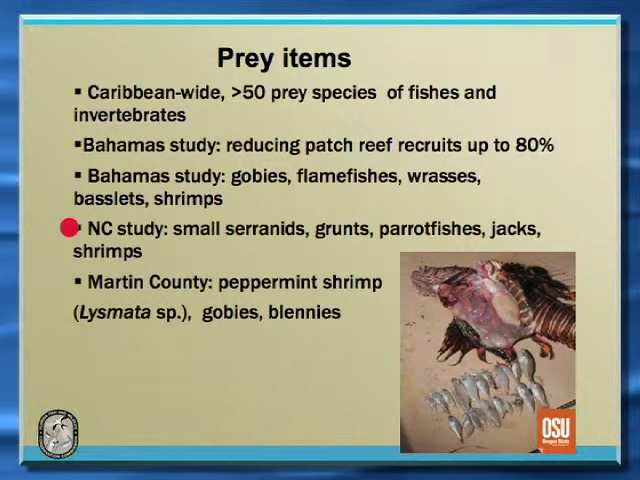 Prey items
▪ Caribbean-wide, >50 prey species of fishes and
invertebrates
▪Bahamas study: reducing patch reef recruits up to 80%
▪ Bahamas study: gobies, flamefishes, wrasses,
basslets, shrimps
▪ NC study: small serranids, grunts, parrotfishes, jacks,
shrimps
▪ Martin County: peppermint shrimp
(Lysmata sp.), gobies, blennies
OSU
Oregon State